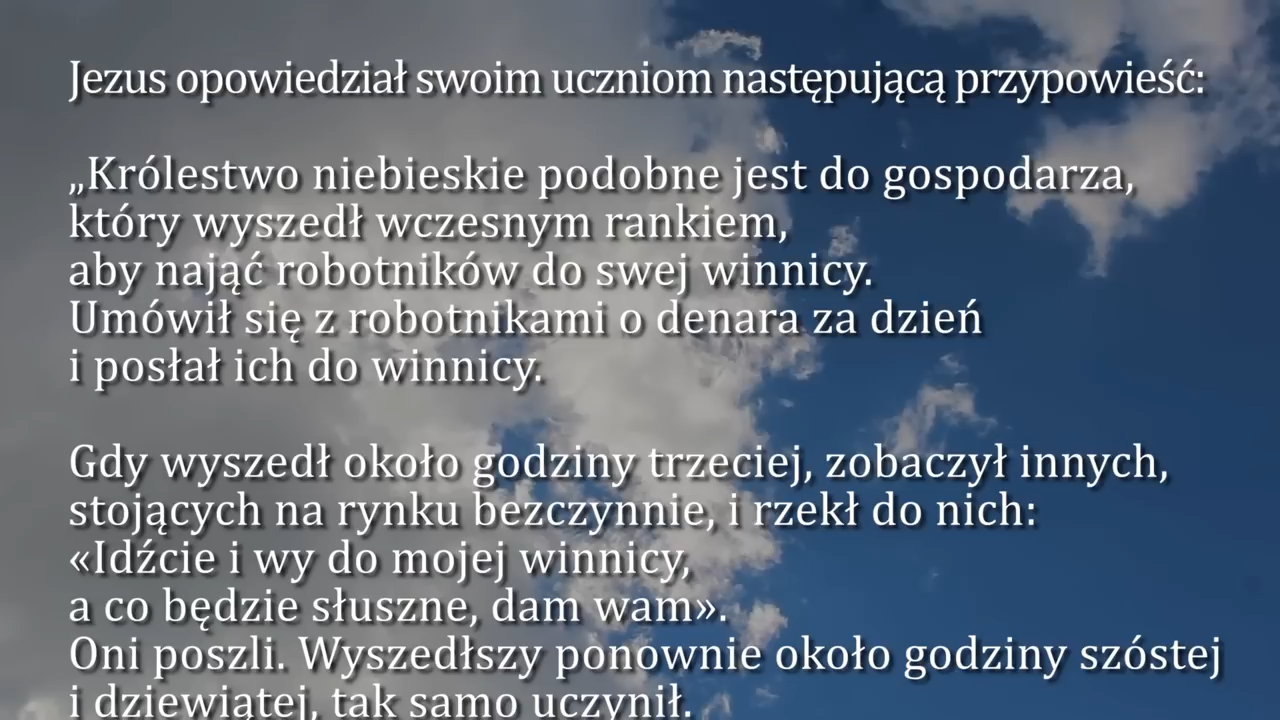 Jezus opowiedział swoim uczniom następującą przypowieść:
„Królestwo niebieskie podobne jest do gospodarza,
który wyszedł wczesnym rankiem,
aby nająć robotników do swej winnicy.
Umówił się z robotnikami o denara za dzień
i posłał ich do winnicy.
Gdy wyszedł około godziny trzeciej, zobaczył innych,
stojących na rynku bezczynnie, i rzekł do nich:
«Idźcie i wy do mojej winnicy,
a co będzie słuszne, dam wam».
Oni poszli. Wyszedłszy ponownie około godziny szóstej
i dziewiątej, tak samo uczynił.